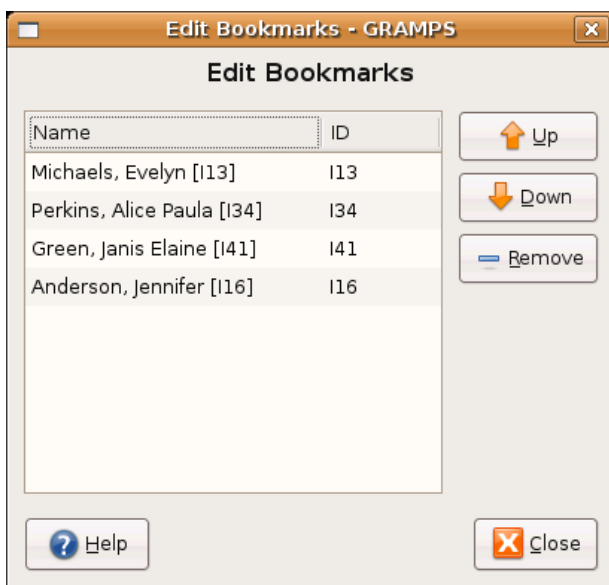 Edit Bookmarks - GRAMPS
Edit Bookmarks
Name ID
Michaels, Evelyn [I13] I13
Perkins, Alice Paula [I34] I34
Green, Janis Elaine [I41] I41
Anderson, Jennifer [I16] I16
Up
Down
Remove
Help
Close